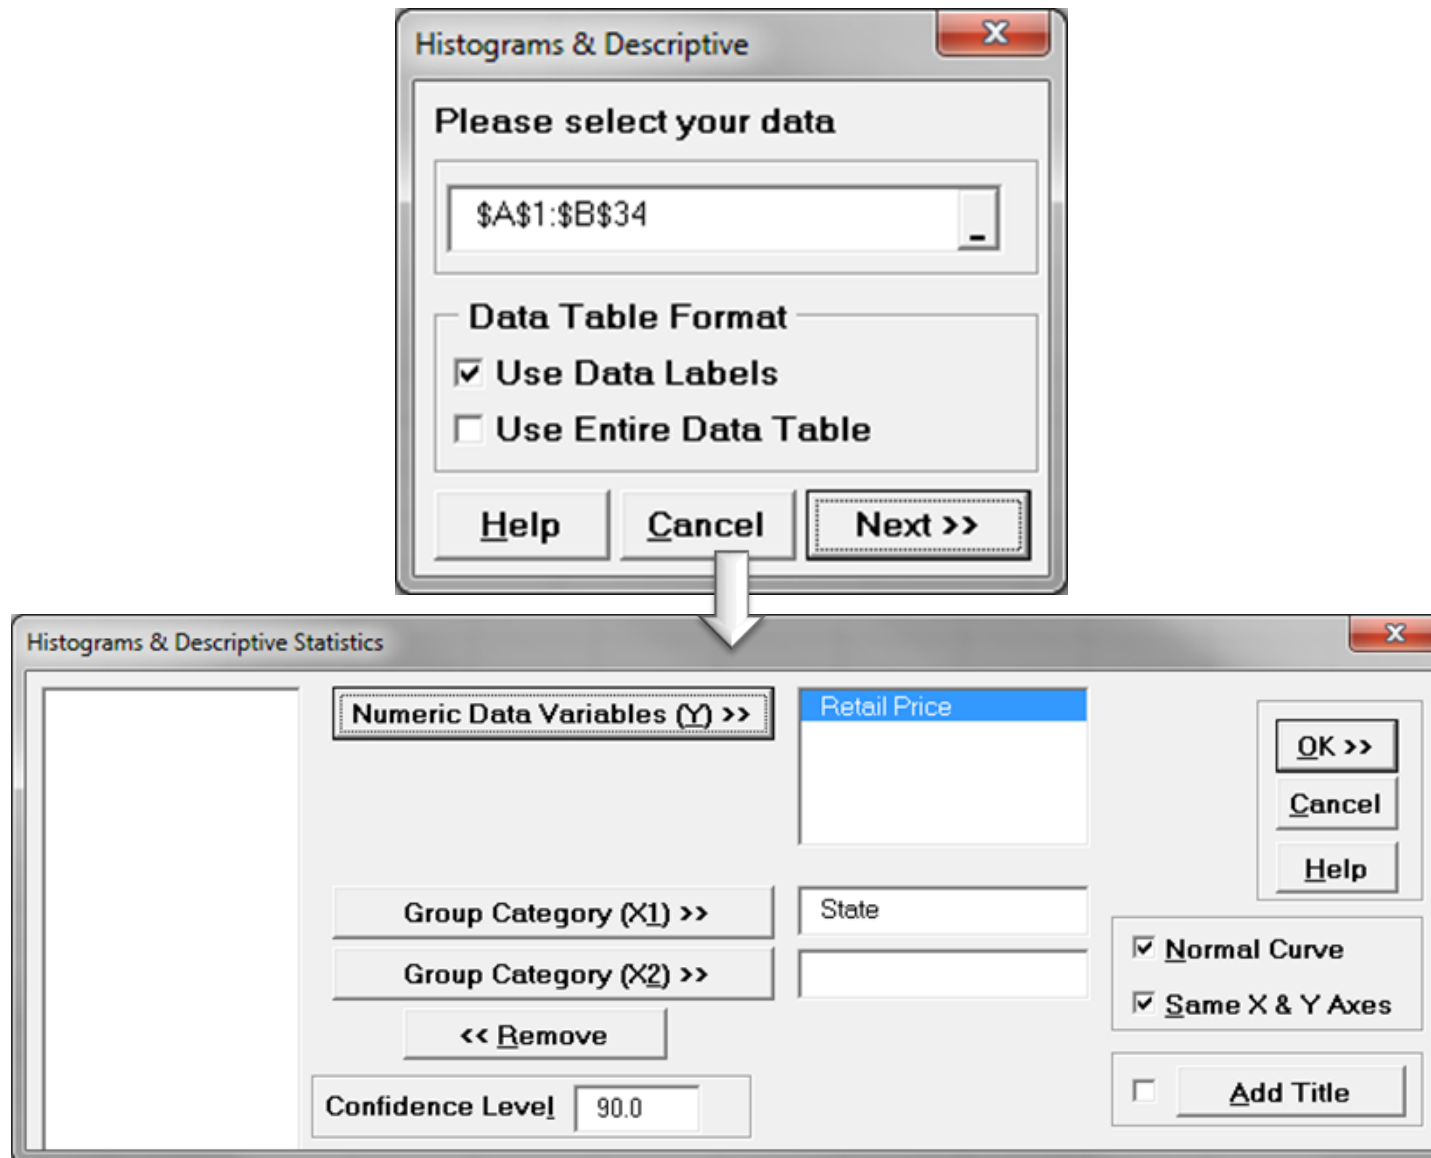 Histograms & Descriptive
x
Please select your data
$A$1:$B$34
Data Table Format
Use Data Labels
Use Entire Data Table
Help Cancel Next >>
Histograms & Descriptive Statistics
x
Numeric Data Variables (Y) >> Retail Price
OK >>
Cancel
Help
Group Category (X1) >> State
Group Category (X2) >>
Normal Curve
Same X & Y Axes
<< Remove
Confidence Level 90.0
Add Title